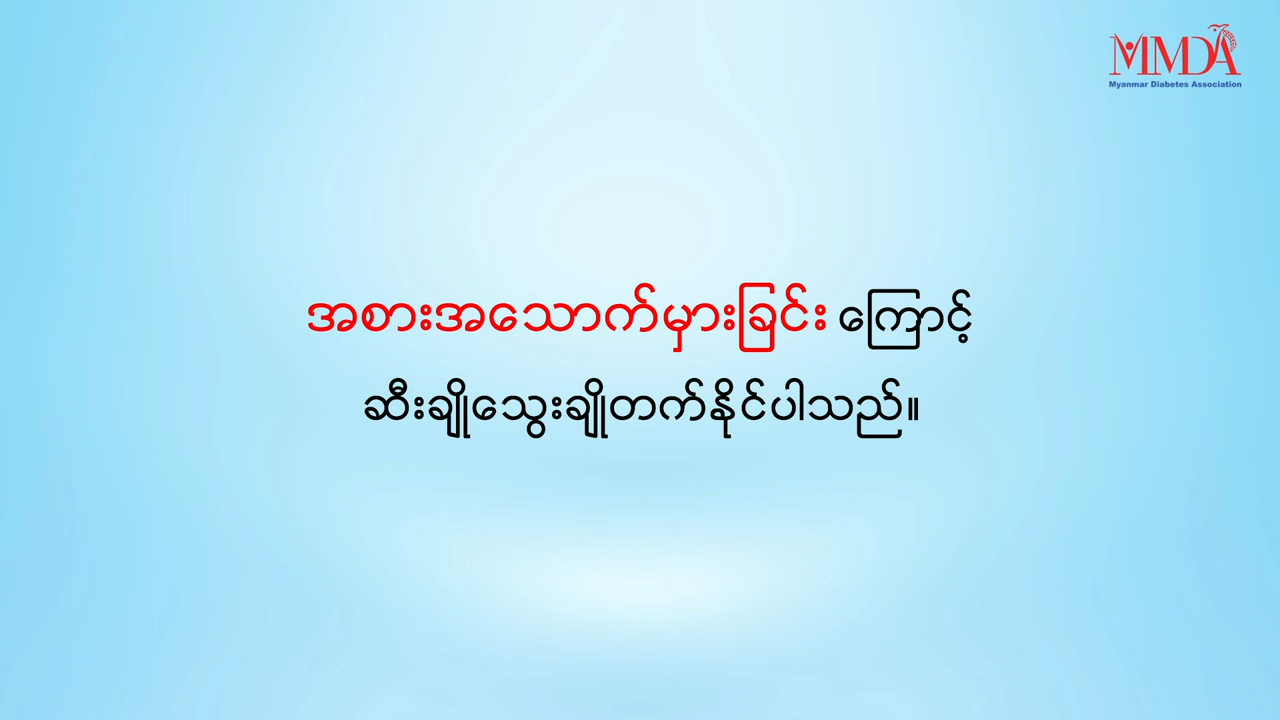 MMDA
Myanmar Diabetes Association
အစားအသောက်မှားခြင်း ကြောင့်
ဆီးချိုသွေးချိုတက်နိုင်ပါသည်။